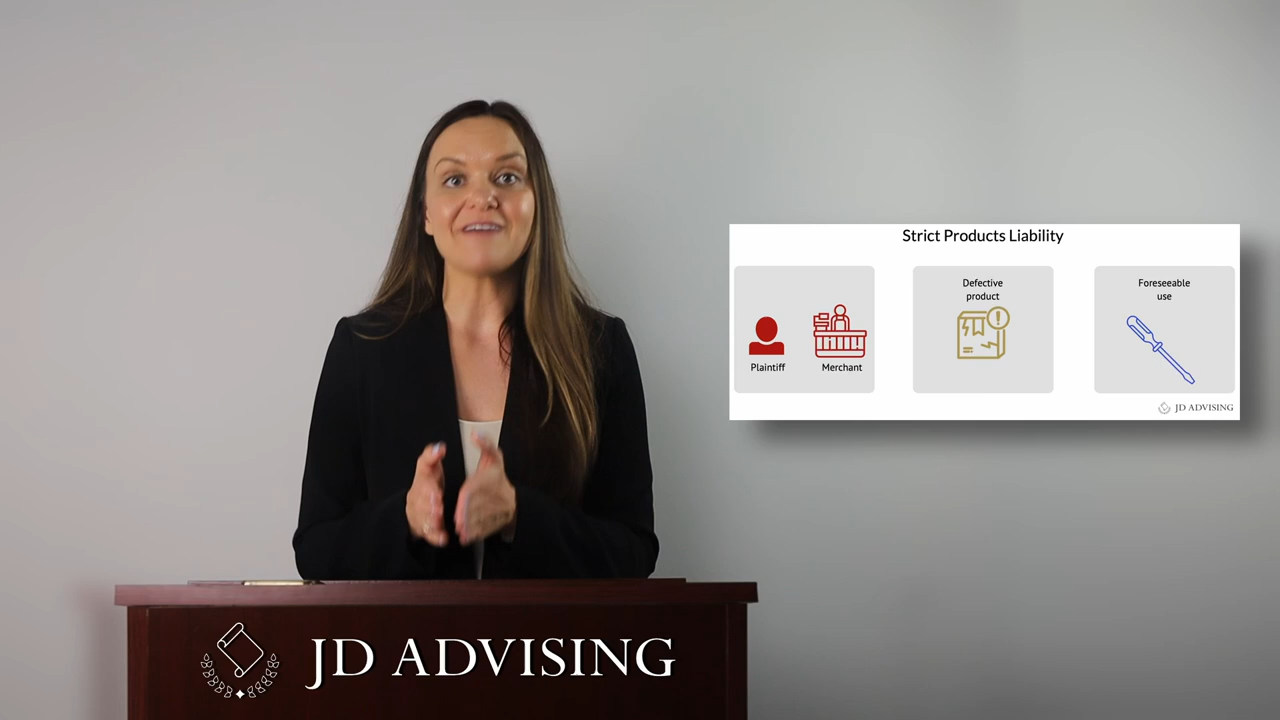 Strict Products Liability
Plaintiff
Merchant
Defective
product
Foreseeable
use
JD ADVISING
JD ADVISING